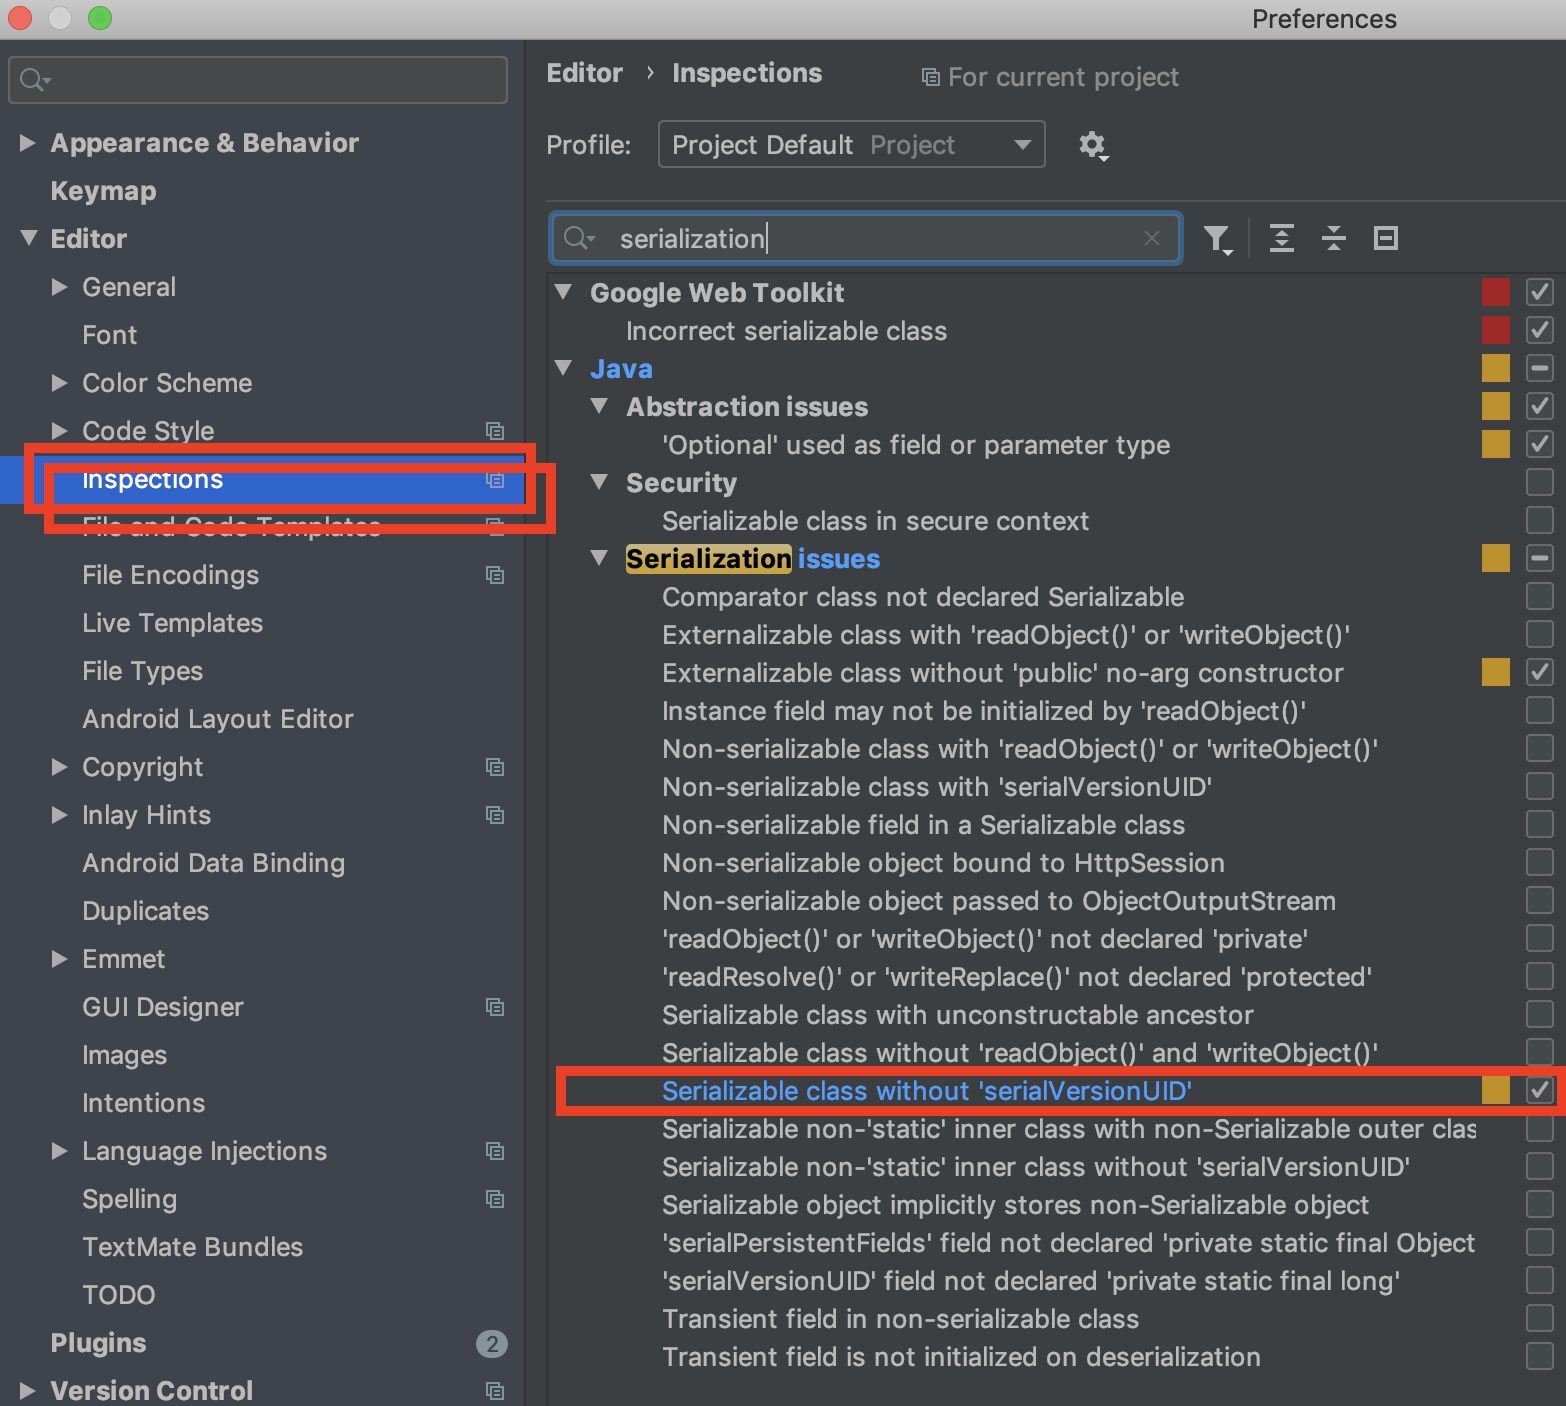 Preferences
Appearance & Behavior
Keymap
Editor
General
Font
Color Scheme
Code Style
Inspections
File and Code Templates
File Encodings
Live Templates
File Types
Android Layout Editor
Copyright
Inlay Hints
Android Data Binding
Duplicates
Emmet
GUI Designer
Images
Intentions
Language Injections
Spelling
TextMate Bundles
TODO
Plugins 2
Version Control
Editor › Inspections For current project
Profile: Project Default Project
serialization
Google Web Toolkit
Incorrect serializable class
Java
Abstraction issues
'Optional' used as field or parameter type
Security
Serializable class in secure context
Serialization issues
Comparator class not declared Serializable
Externalizable class with 'readObject()' or 'writeObject()'
Externalizable class without 'public' no-arg constructor
Instance field may not be initialized by 'readObject()'
Non-serializable class with 'readObject()' or 'writeObject()'
Non-serializable class with 'serialVersionUID'
Non-serializable field in a Serializable class
Non-serializable object bound to HttpSession
Non-serializable object passed to ObjectOutputStream
'readObject()' or 'writeObject()' not declared 'private'
'readResolve()' or 'writeReplace()' not declared 'protected'
Serializable class with unconstructable ancestor
Serializable class without 'readObject()' and 'writeObject()'
Serializable class without 'serialVersionUID'
Serializable non-'static' inner class with non-Serializable outer clas
Serializable non-'static' inner class without 'serialVersionUID'
Serializable object implicitly stores non-Serializable object
'serialPersistentFields' field not declared 'private static final Object
'serialVersionUID' field not declared 'private static final long'
Transient field in non-serializable class
Transient field is not initialized on deserialization